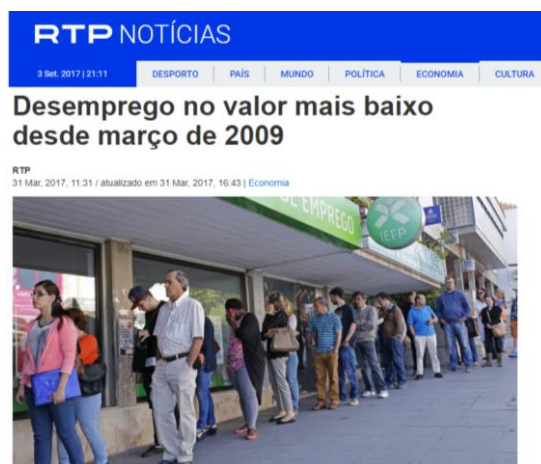 RTP NOTÍCIAS
3 Set. 2017 | 21:11 DESPORTO PAÍS MUNDO POLÍTICA ECONOMIA CULTURA
Desemprego no valor mais baixo
desde março de 2009
RTP
31 Mar, 2017, 11:31 / atualizado em 31 Mar, 2017, 16:43 | Economia
DE EMPREGO
IEFP